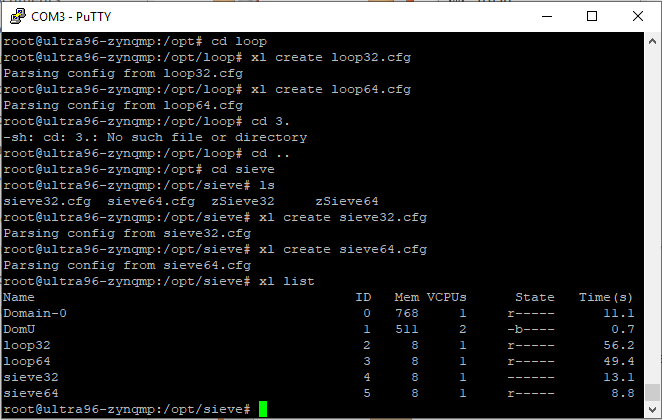 COM3 - PuTTY
root@ultra96-zynqmp:/opt# cd loop
root@ultra96-zynqmp:/opt/loop# xl create loop32.cfg
Parsing config from loop32.cfg
root@ultra96-zynqmp:/opt/loop# xl create loop64.cfg
Parsing config from loop64.cfg
root@ultra96-zynqmp:/opt/loop# cd 3.
-sh: cd: 3.: No such file or directory
root@ultra96-zynqmp:/opt/loop# cd ..
root@ultra96-zynqmp:/opt# cd sieve
root@ultra96-zynqmp:/opt/sieve# ls
sieve32.cfg  sieve64.cfg  zSieve32     zSieve64
root@ultra96-zynqmp:/opt/sieve# xl create sieve32.cfg
Parsing config from sieve32.cfg
root@ultra96-zynqmp:/opt/sieve# xl create sieve64.cfg
Parsing config from sieve64.cfg
root@ultra96-zynqmp:/opt/sieve# xl list
Name                                        ID   Mem VCPUs      State   Time(s)
Domain-0                                     0   768     1     r-----      11.1
DomU                                         1   511     2     -b----       0.7
loop32                                       2     8     1     r-----      56.2
loop64                                       3     8     1     r-----      49.4
sieve32                                      4     8     1     ------      13.1
sieve64                                      5     8     1     r-----       8.8
root@ultra96-zynqmp:/opt/sieve#